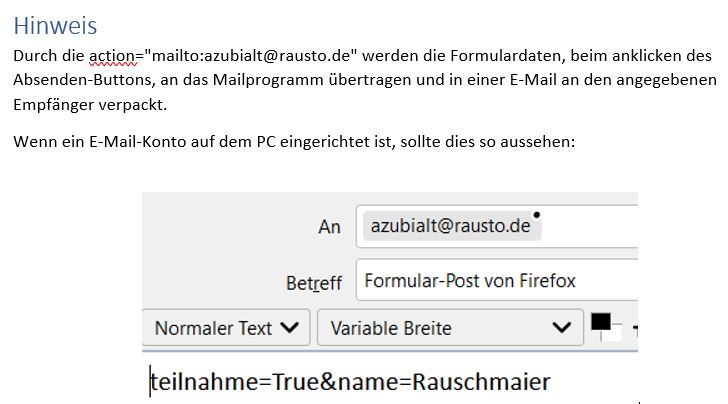 Hinweis
Durch die action="mailto:azubialt@rausto.de" werden die Formulardaten, beim anklicken des
Absenden-Buttons, an das Mailprogramm übertragen und in einer E-Mail an den angegebenen
Empfänger verpackt.
Wenn ein E-Mail-Konto auf dem PC eingerichtet ist, sollte dies so aussehen:
An azubialt@rausto.de
Betreff Formular-Post von Firefox
Normaler Text Variable Breite
teilnahme=True&name=Rauschmaier